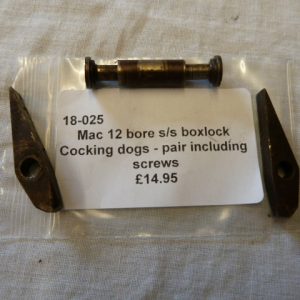 18-025
Mac 12 bore s/s boxlock
Cocking dogs - pair including
screws
£14.95